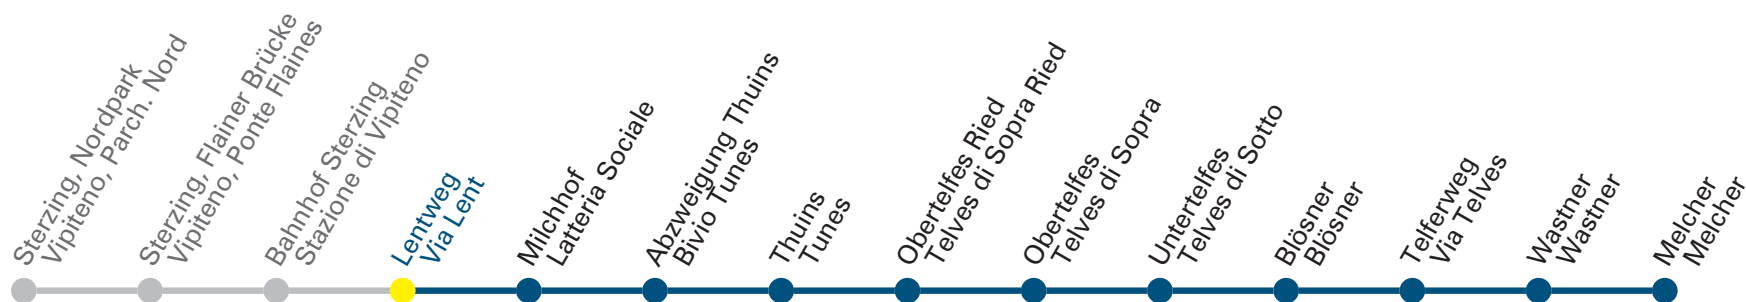 Sterzing, Nordpark
Vipiteno, Parch. Nord
Sterzing, Flainer Brücke
Vipiteno, Ponte Flaines
Bahnhof Sterzing
Stazione di Vipiteno
Lentweg
Via Lent
Milchhof
Latteria Sociale
Abzweigung Thuins
Bivio Tunes
Thuins
Tunes
Obertelfes Ried
Telves di Sopra Ried
Obertelfes
Telves di Sopra
Untertelfes
Telves di Sotto
Blösner
Blösner
Telferweg
Via Telves
Wastner
Wastner
Melcher
Melcher